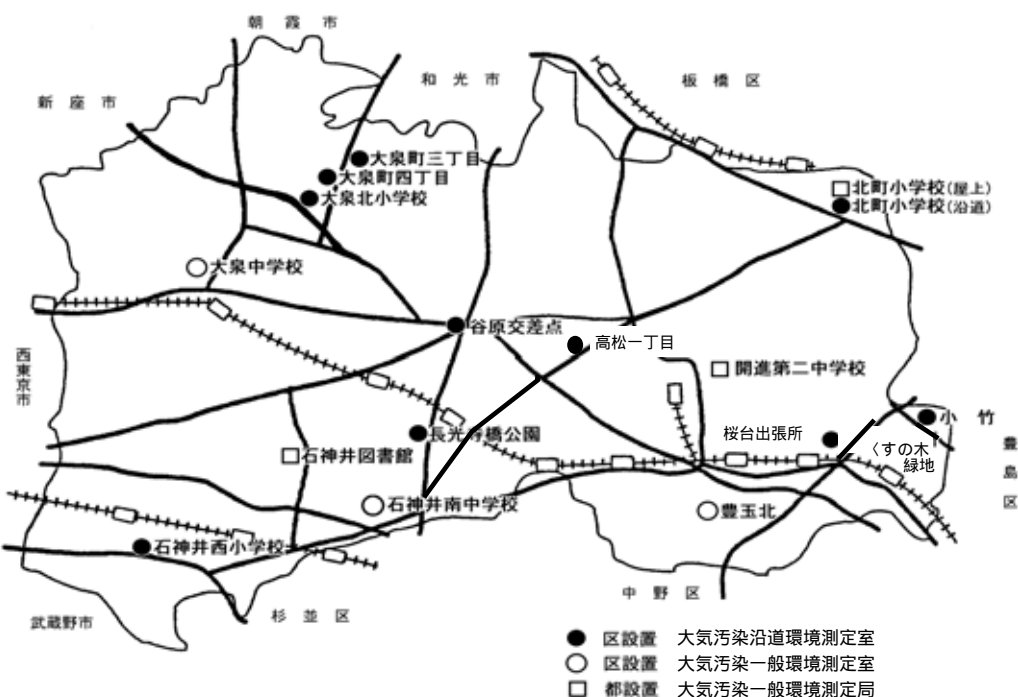 朝霞市
和光市
板橋区
新座市
大泉町三丁目
大泉町四丁目
大泉北小学校
北町小学校(屋上)
北町小学校(沿道)
大泉中学校
谷原交差点
高松一丁目
西東京市
開進第二中学校
小竹
長光寺橋公園
桜台出張所
くすの木
緑地
豊島区
石神井図書館
石神井南中学校
豊玉北
石神井西小学校
中野区
杉並区
武蔵野市
● 区設置 大気汚染沿道環境測定室
○ 区設置 大気汚染一般環境測定室
□ 都設置 大気汚染一般環境測定局